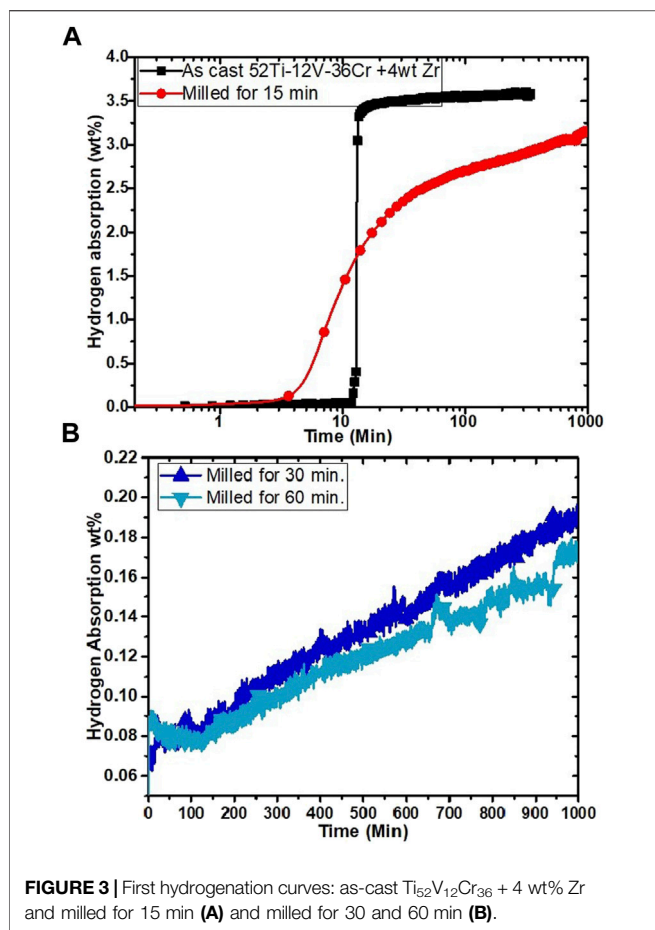 A
As cast 52Ti-12V-36Cr +4wt Zr
Milled for 15 min
Hydrogen absorption (wt%)
4.0
3.5
3.0
2.5
2.0
1.5
1.0
0.5
0.0
1 10 100 1000
Time (Min)
B
Milled for 30 min.
Milled for 60 min.
Hydrogen Absorption wt%
0.22
0.20
0.18
0.16
0.14
0.12
0.10
0.08
0.06
0 100 200 300 400 500 600 700 800 900 1000
Time (Min)
FIGURE 3 | First hydrogenation curves: as-cast Ti₅₂V₁₂Cr₃₆ + 4 wt% Zr
and milled for 15 min (A) and milled for 30 and 60 min (B).